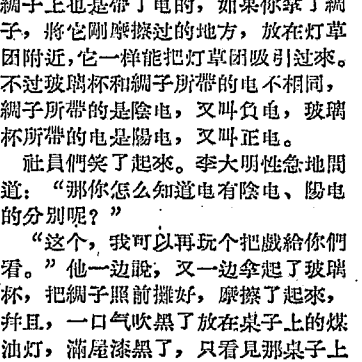 綢子上也是带了电的，如果你拿了綢
子，將它剛摩擦过的地方，放在灯草
团附近，它一样能把灯草团吸引过來。
不过玻璃杯和綢子所带的电不相同，
綢子所带的是陰电，又叫負电，玻璃
杯所带的电是陽电，又叫正电。
社員們笑了起來。李大明性急地問
道：“那你怎么知道电有陰电、陽电
的分别呢？”
“这个，我可以再玩个把戲給你們
看。”他一边說，又一边拿起了玻璃
杯，把綢子照前攤好，摩擦了起來，
幷且，一口气吹黑了放在桌子上的煤
油灯，滿屋漆黑了，只看見那桌子上